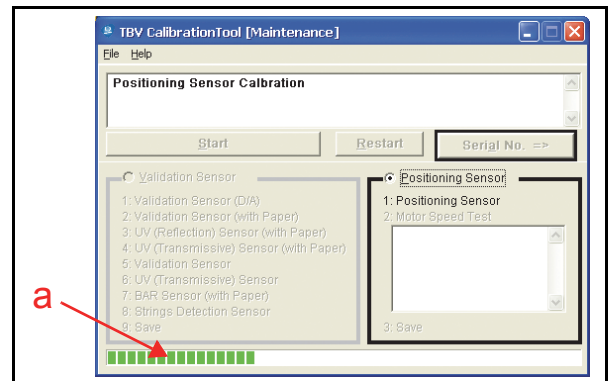 TBV CalibrationTool [Maintenance]
File Help
Positioning Sensor Calbration
Start Restart Serial No. =>
Validation Sensor
1: Validation Sensor (D/A)
2: Validation Sensor (with Paper)
3: UV (Reflection) Sensor (with Paper)
4: UV (Transmissive) Sensor (with Paper)
5: Validation Sensor
6: UV (Transmissive) Sensor
7: BAR Sensor (with Paper)
8: Strings Detection Sensor
9: Save
Positioning Sensor
1: Positioning Sensor
2: Motor Speed Test
3: Save
a